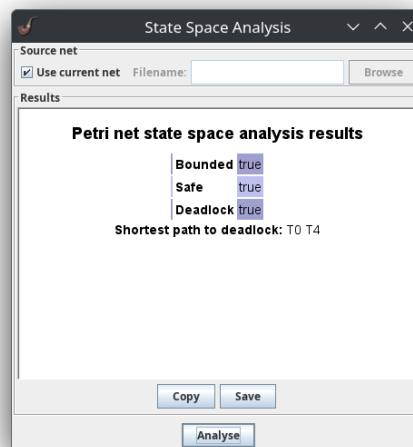 State Space Analysis
Source net
Use current net Filename: Browse
Results
Petri net state space analysis results
Bounded true
Safe true
Deadlock true
Shortest path to deadlock: T0 T4
Copy Save
Analyse